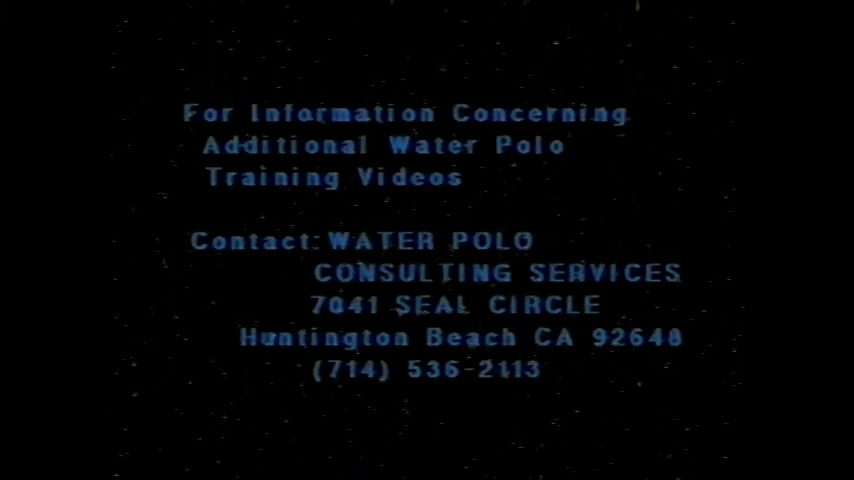 For Information Concerning
Additional Water Polo
Training Videos
Contact: WATER POLO
CONSULTING SERVICES
7041 SEAL CIRCLE
Huntington Beach CA 92648
(714) 536-2113